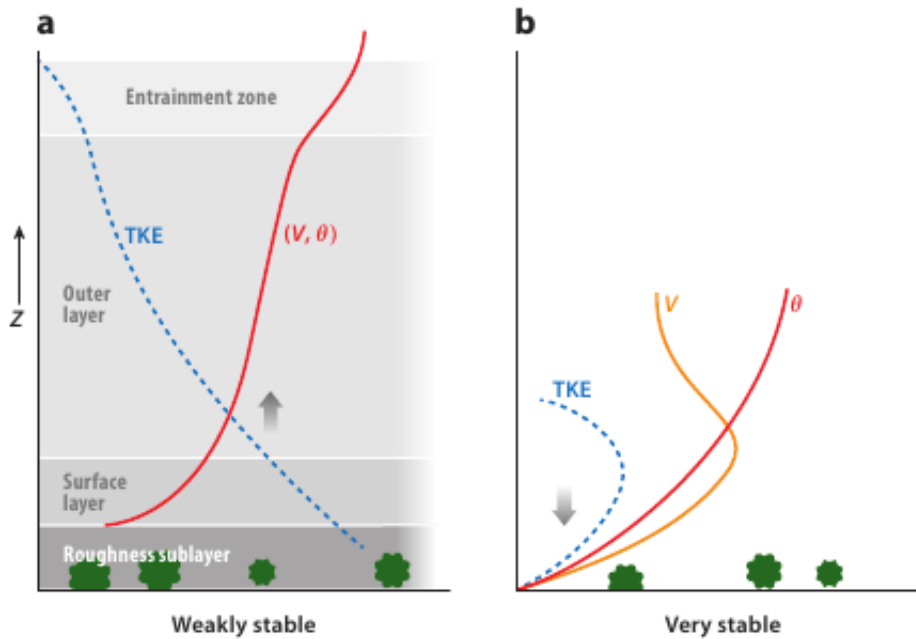 a
Entrainment zone
TKE
(V, θ)
Outer
layer
Z
Surface
layer
Roughness sublayer
Weakly stable
b
V
θ
TKE
Very stable